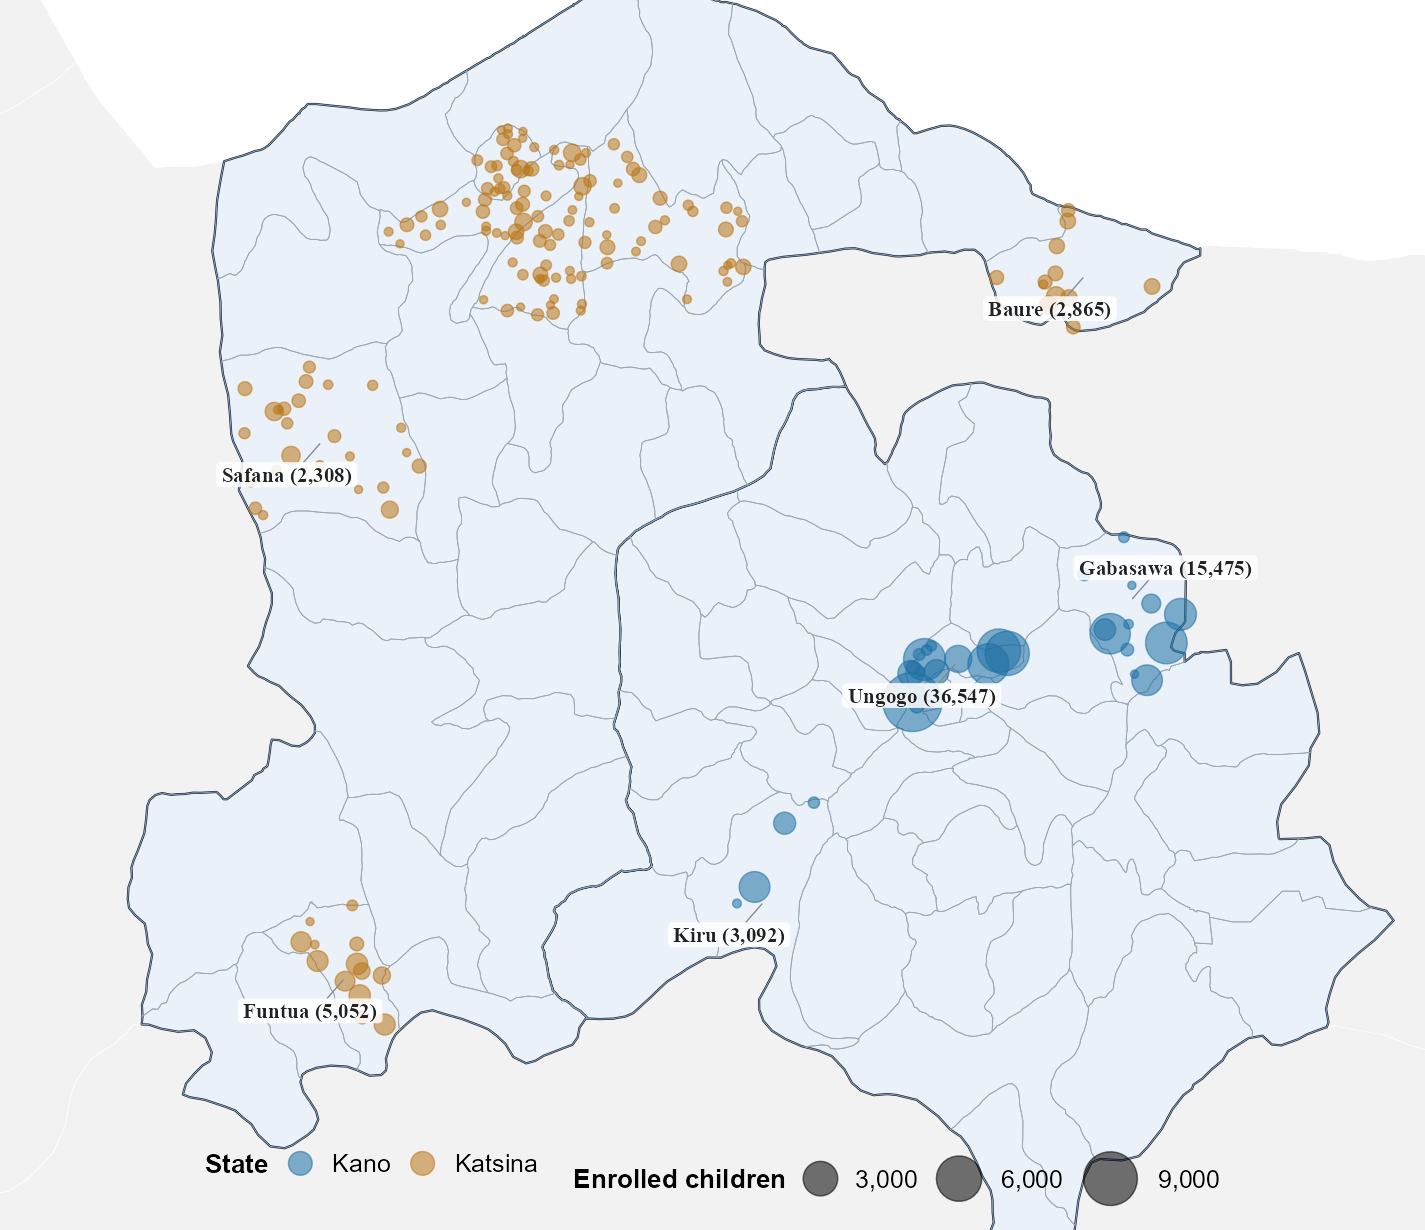 Baure (2,865)
Safana (2,308)
Gabasawa (15,475)
Ungogo (36,547)
Kiru (3,092)
Funtua (5,052)
State Kano Katsina
Enrolled children 3,000 6,000 9,000